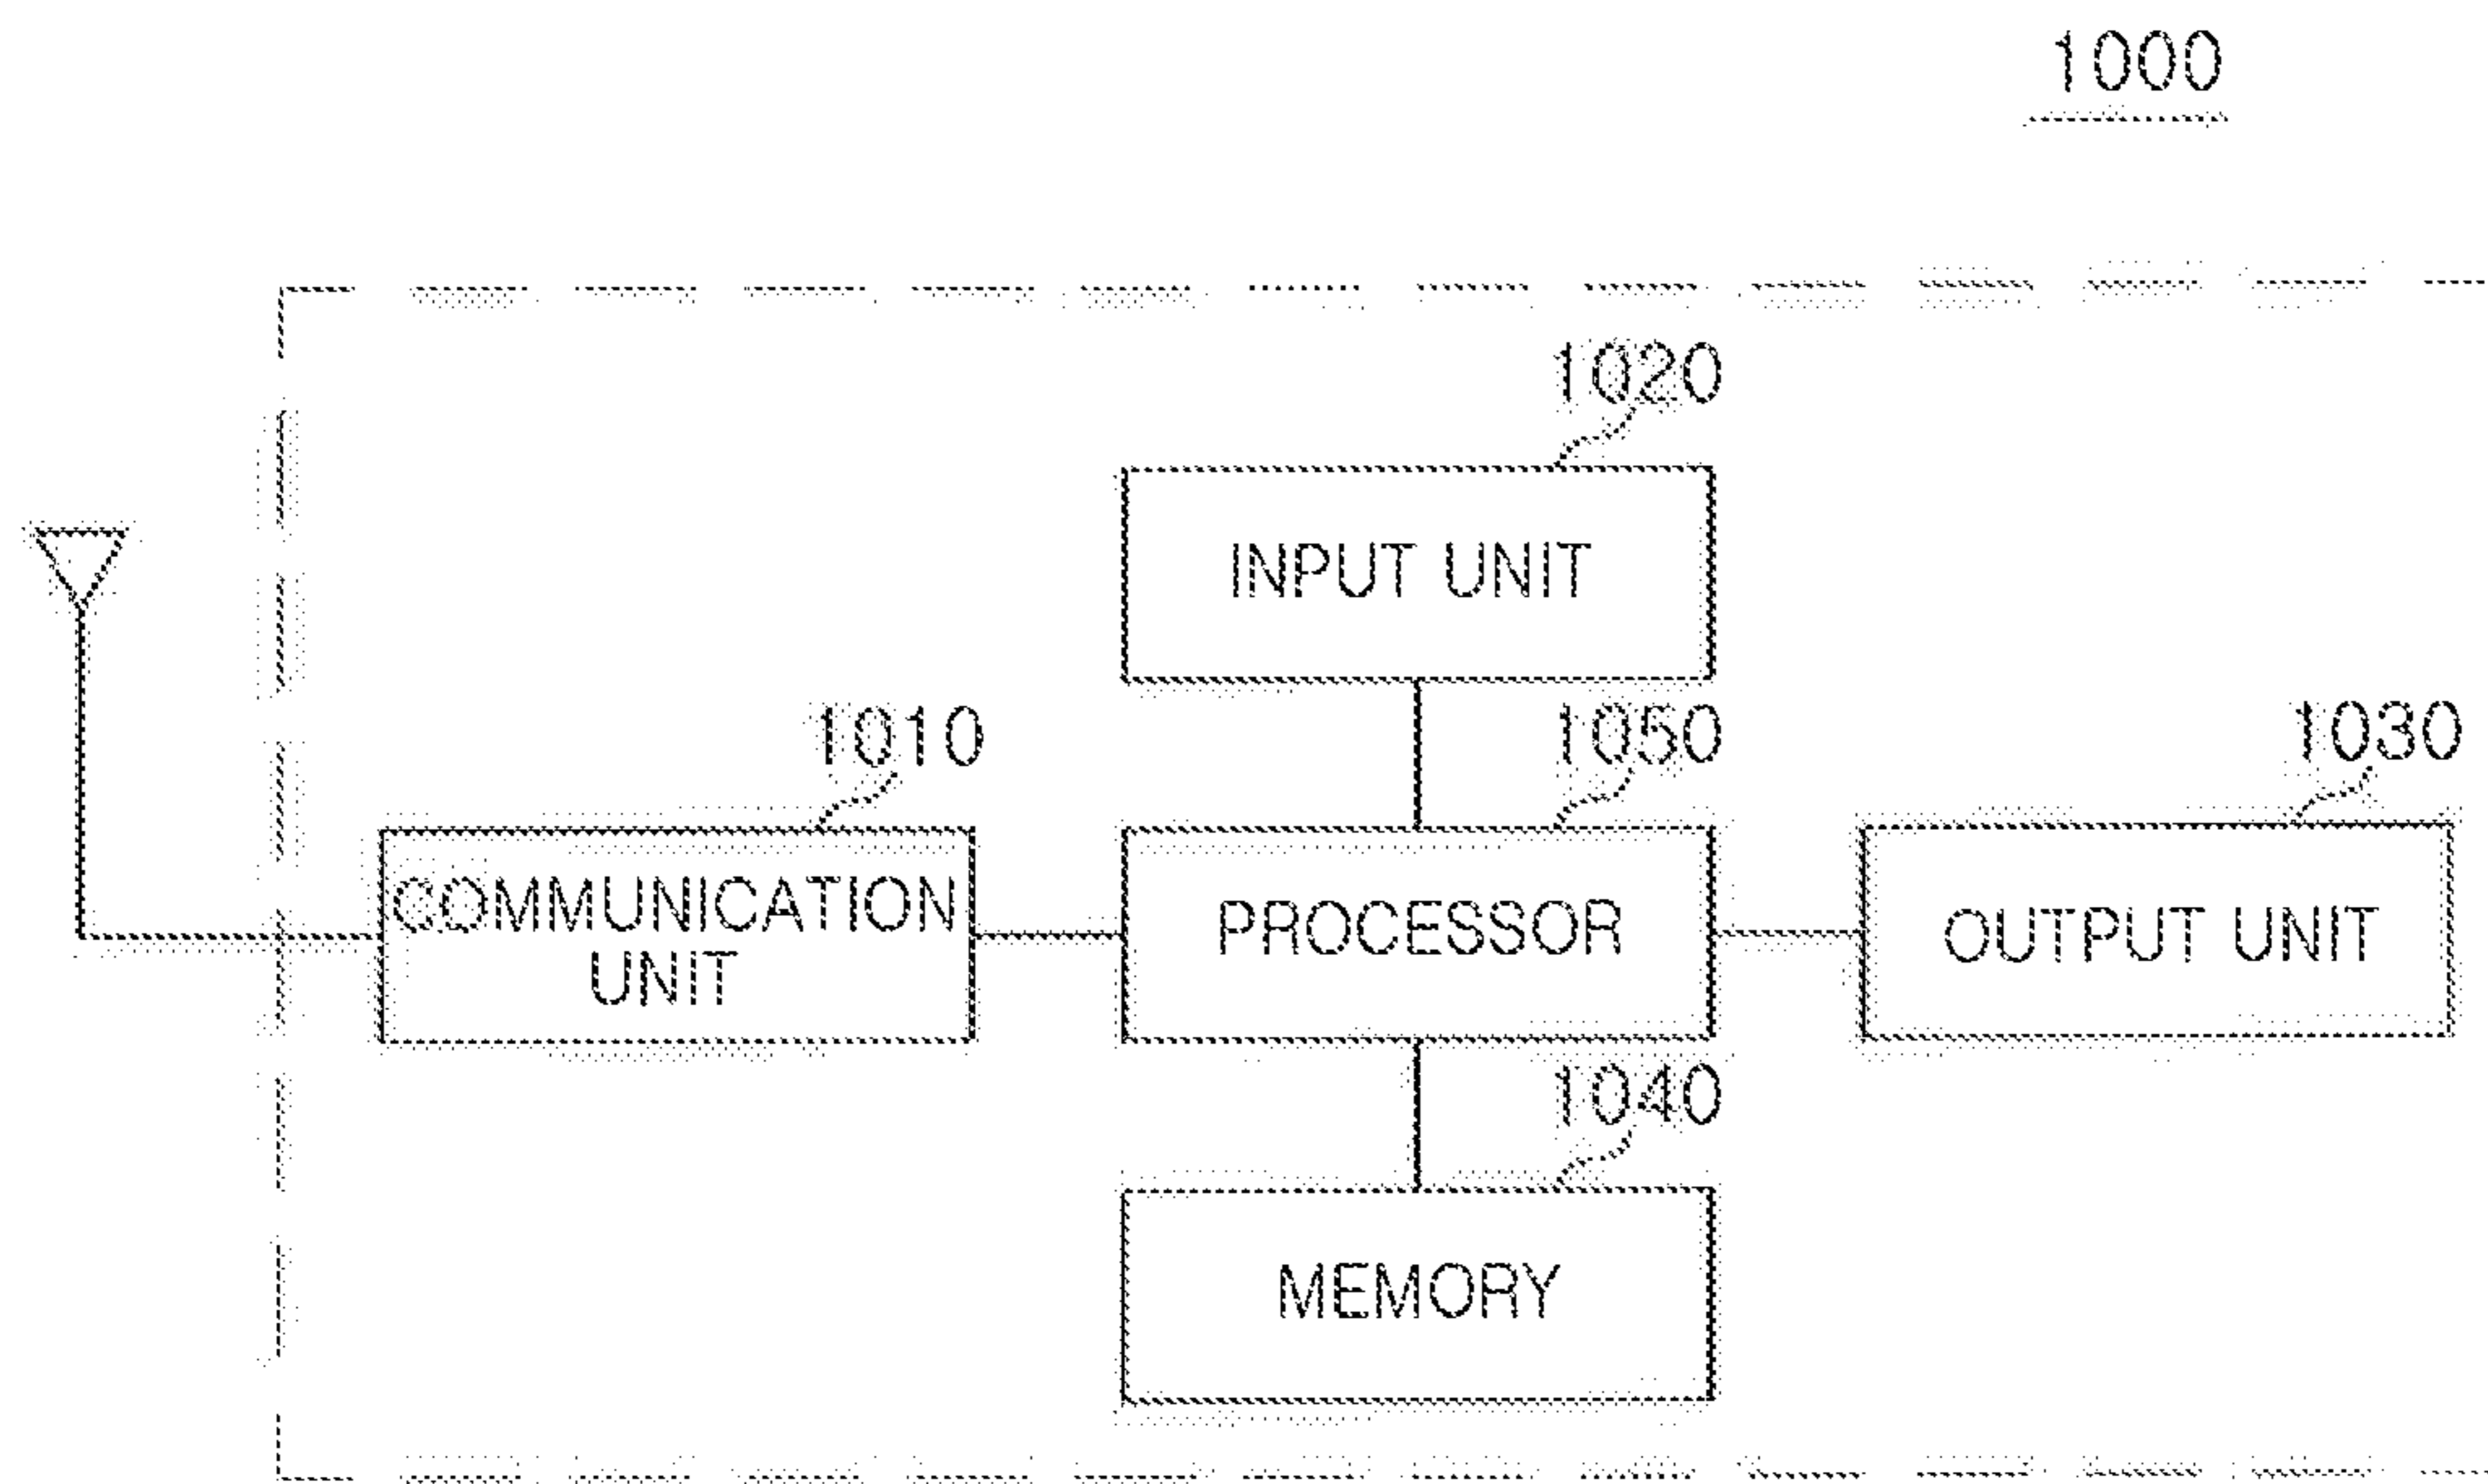 1000
1020
INPUT UNIT
1010
1050
1030
COMMUNICATION
UNIT
PROCESSOR
OUTPUT UNIT
1040
MEMORY